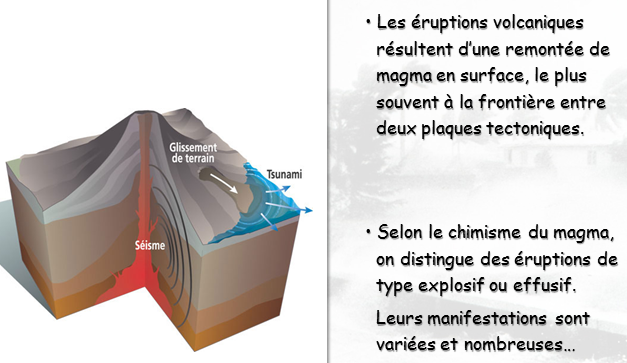 Glissement
de terrain
Tsunami
Séisme
• Les éruptions volcaniques
résultent d'une remontée de
magma en surface, le plus
souvent à la frontière entre
deux plaques tectoniques.
• Selon le chimisme du magma,
on distingue des éruptions de
type explosif ou effusif.
Leurs manifestations sont
variées et nombreuses...